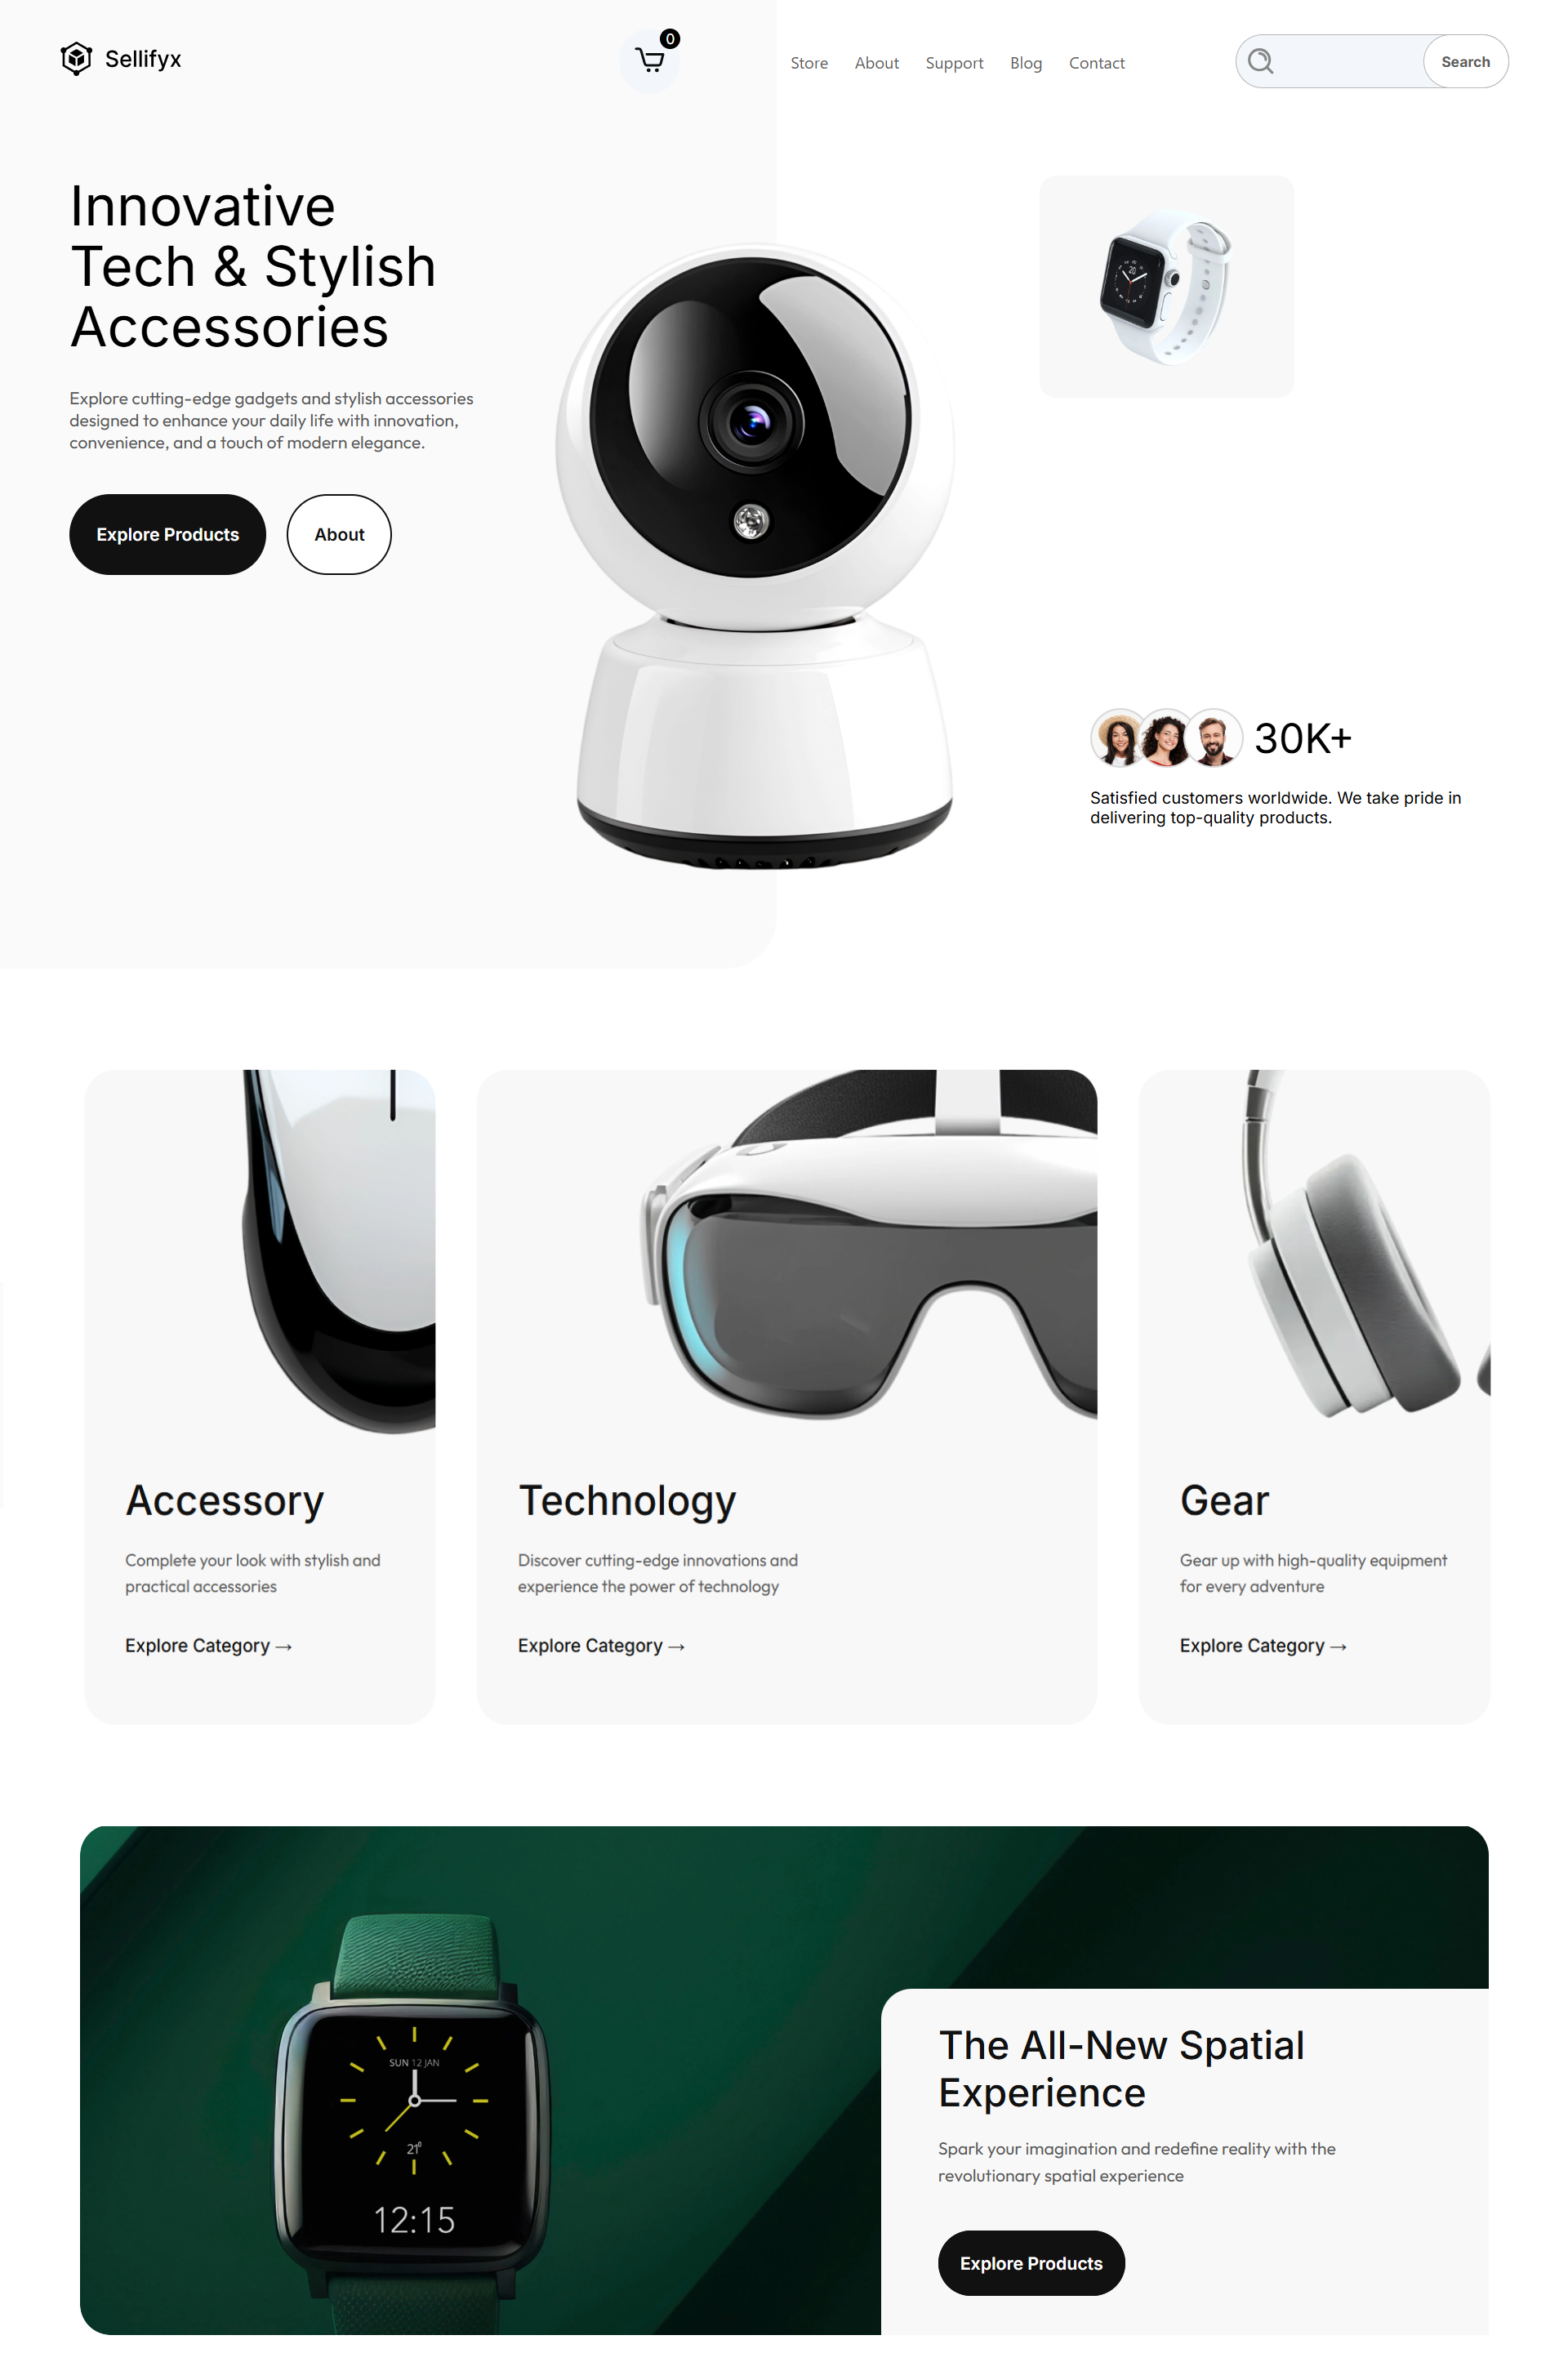 Sellifyx
0
Store About Support Blog Contact
Search
Innovative
Tech & Stylish
Accessories
Explore cutting-edge gadgets and stylish accessories
designed to enhance your daily life with innovation,
convenience, and a touch of modern elegance.
Explore Products
About
20
30K+
Satisfied customers worldwide. We take pride in
delivering top-quality products.
Accessory
Complete your look with stylish and
practical accessories
Explore Category →
Technology
Discover cutting-edge innovations and
experience the power of technology
Explore Category →
Gear
Gear up with high-quality equipment
for every adventure
Explore Category →
SUN 12 JAN
21⁰
12:15
The All-New Spatial
Experience
Spark your imagination and redefine reality with the
revolutionary spatial experience
Explore Products